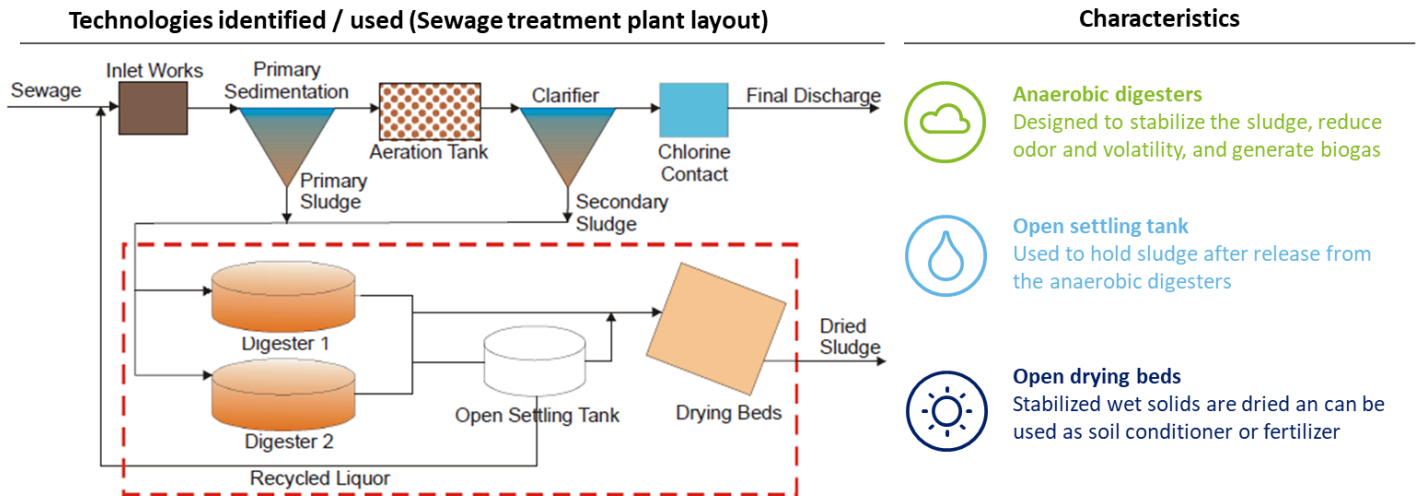 Technologies identified / used (Sewage treatment plant layout)
Characteristics
Sewage
Inlet Works
Primary
Sedimentation
Aeration Tank
Clarifier
Chlorine
Contact
Final Discharge
Primary
Sludge
Secondary
Sludge
Digester 1
Digester 2
Open Settling Tank
Drying Beds
Dried
Sludge
Recycled Liquor
Anaerobic digesters
Designed to stabilize the sludge, reduce
odor and volatility, and generate biogas
Open settling tank
Used to hold sludge after release from
the anaerobic digesters
Open drying beds
Stabilized wet solids are dried an can be
used as soil conditioner or fertilizer